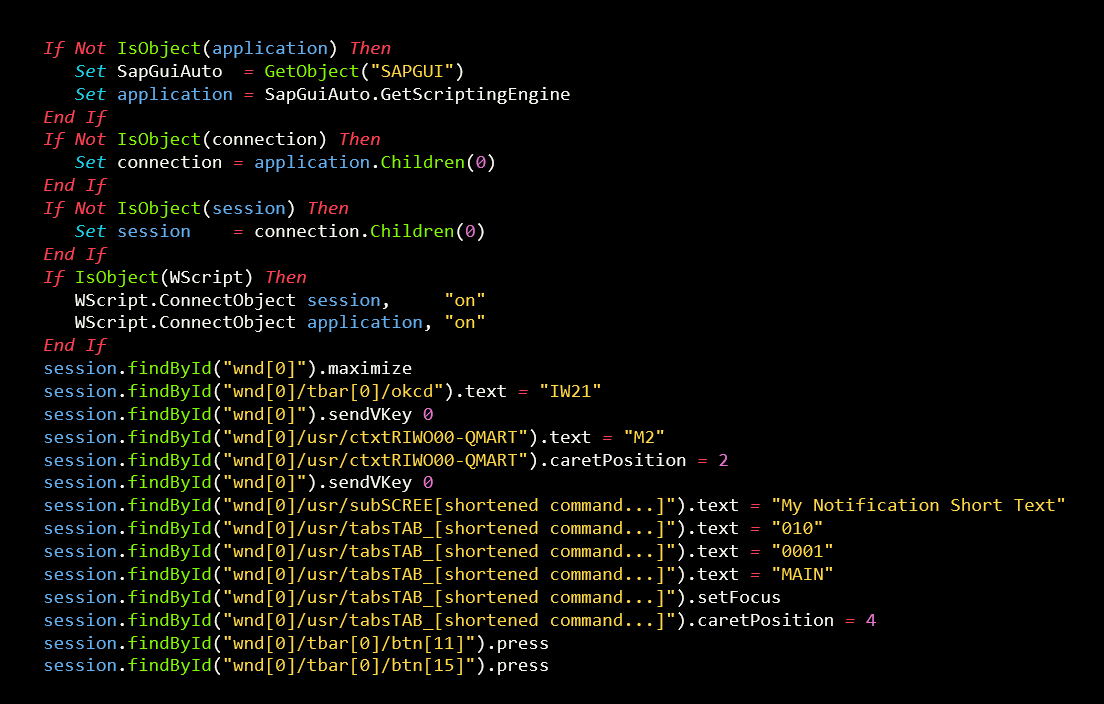 If Not IsObject(application) Then
   Set SapGuiAuto  = GetObject("SAPGUI")
   Set application = SapGuiAuto.GetScriptingEngine
End If
If Not IsObject(connection) Then
   Set connection = application.Children(0)
End If
If Not IsObject(session) Then
   Set session    = connection.Children(0)
End If
If IsObject(WScript) Then
   WScript.ConnectObject session,     "on"
   WScript.ConnectObject application, "on"
End If
session.findById("wnd[0]").maximize
session.findById("wnd[0]/tbar[0]/okcd").text = "IW21"
session.findById("wnd[0]").sendVKey 0
session.findById("wnd[0]/usr/ctxtRIWO00-QMART").text = "M2"
session.findById("wnd[0]/usr/ctxtRIWO00-QMART").caretPosition = 2
session.findById("wnd[0]").sendVKey 0
session.findById("wnd[0]/usr/subSCREE[shortened command...]").text = "My Notification Short Text"
session.findById("wnd[0]/usr/tabsTAB_[shortened command...]").text = "010"
session.findById("wnd[0]/usr/tabsTAB_[shortened command...]").text = "0001"
session.findById("wnd[0]/usr/tabsTAB_[shortened command...]").text = "MAIN"
session.findById("wnd[0]/usr/tabsTAB_[shortened command...]").setFocus
session.findById("wnd[0]/usr/tabsTAB_[shortened command...]").caretPosition = 4
session.findById("wnd[0]/tbar[0]/btn[11]").press
session.findById("wnd[0]/tbar[0]/btn[15]").press